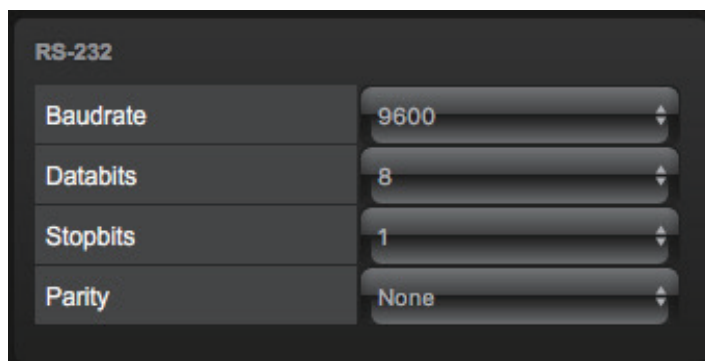 RS-232
Baudrate 9600
Databits 8
Stopbits 1
Parity None